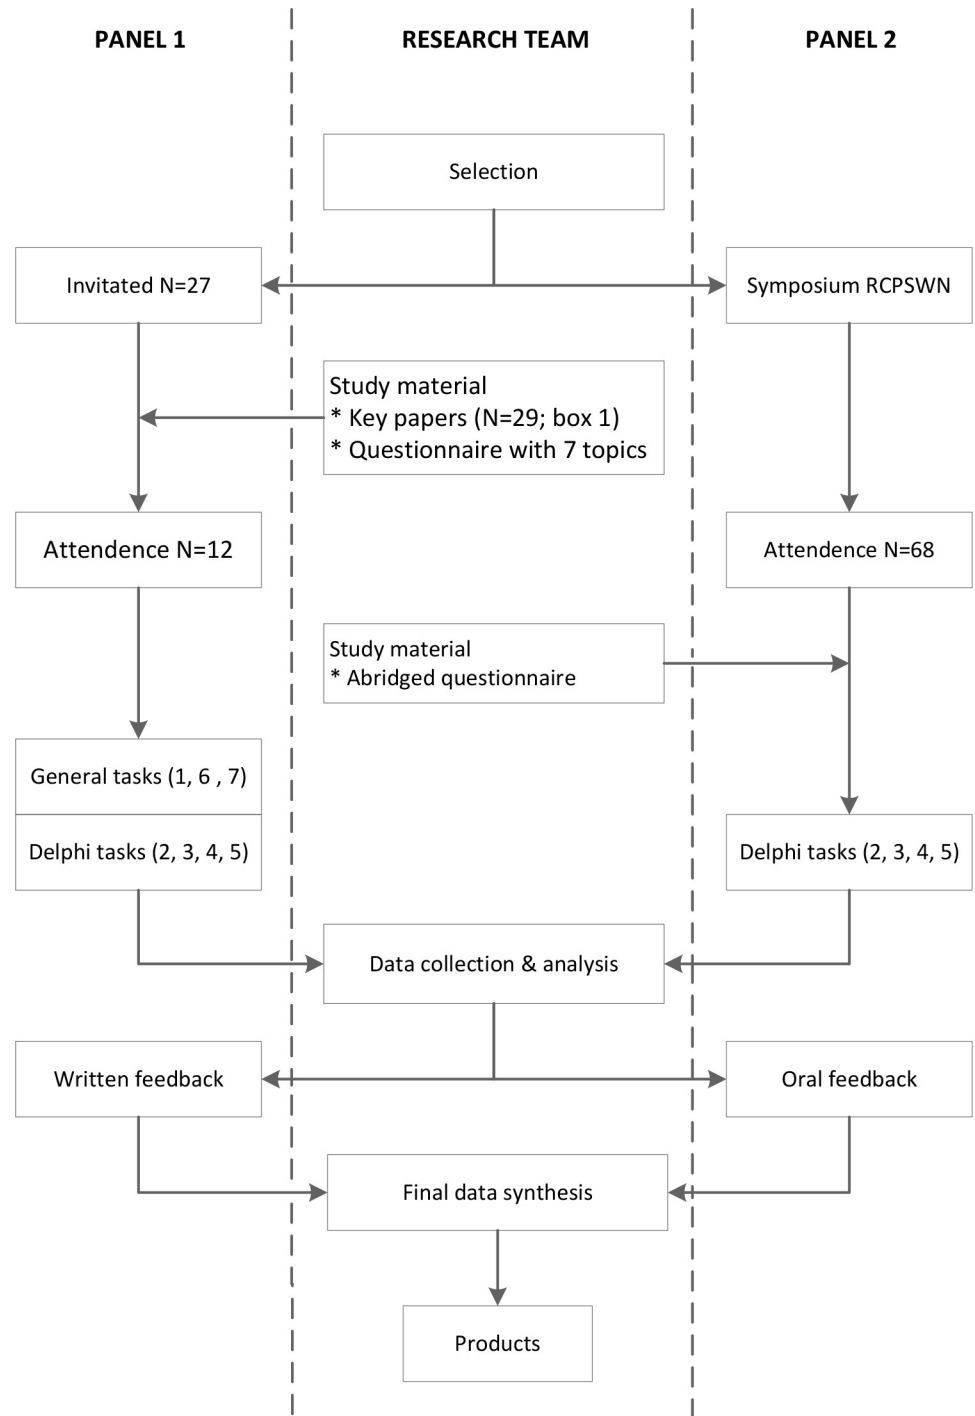 PANEL 1
RESEARCH TEAM
PANEL 2
Selection
Invitated N=27
Symposium RCPSWN
Study material
* Key papers (N=29; box 1)
* Questionnaire with 7 topics
Attendence N=12
Attendence N=68
Study material
* Abridged questionnaire
General tasks (1, 6 , 7)
Delphi tasks (2, 3, 4, 5)
Delphi tasks (2, 3, 4, 5)
Data collection & analysis
Written feedback
Oral feedback
Final data synthesis
Products